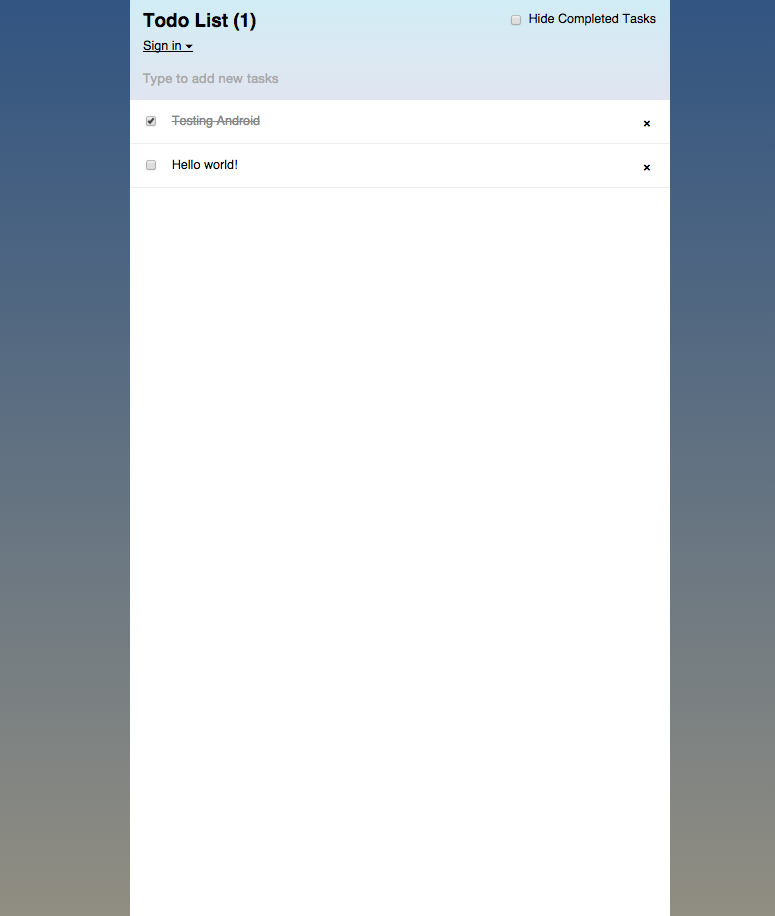 Todo List (1)
Hide Completed Tasks
Sign in
Type to add new tasks
Testing Android
Hello world!